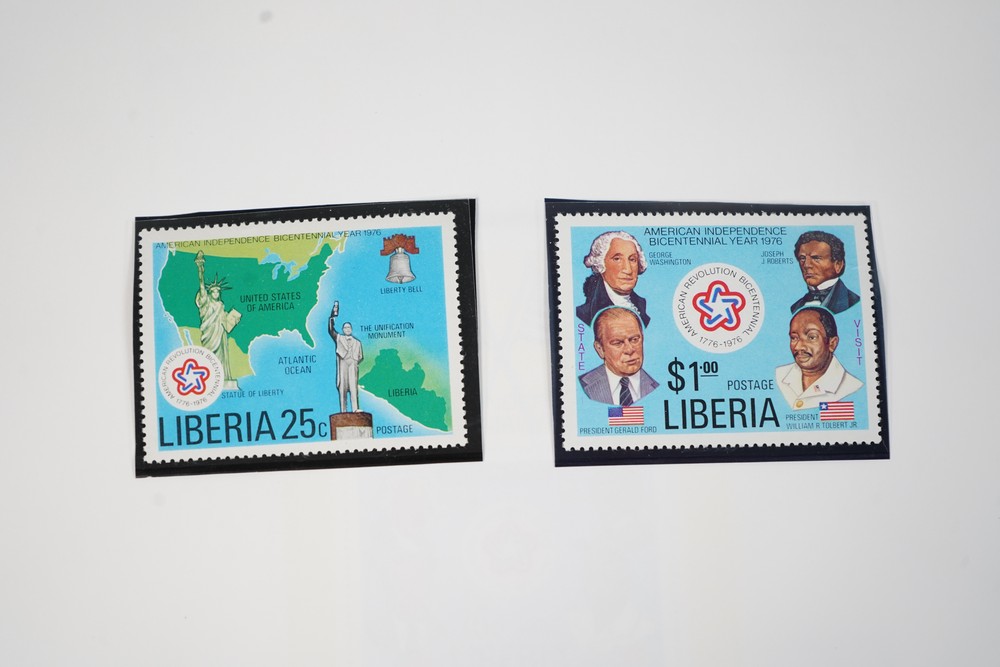 AMERICAN INDEPENDENCE BICENTENNIAL YEAR 1976
LIBERTY BELL
UNITED STATES
OF AMERICA
THE UNIFICATION
MONUMENT
ATLANTIC
OCEAN
LIBERIA
AMERICAN REVOLUTION BICENTENNIAL
1776-1976
STATUE OF LIBERTY
LIBERIA 25c
POSTAGE
AMERICAN INDEPENDENCE
BICENTENNIAL YEAR 1976
GEORGE
WASHINGTON
JOSEPH
J. ROBERTS
AMERICAN REVOLUTION BICENTENNIAL
1776-1976
STATE
VISIT
$1.00
POSTAGE
LIBERIA
PRESIDENT GERALD FORD
PRESIDENT
WILLIAM R. TOLBERT JR.